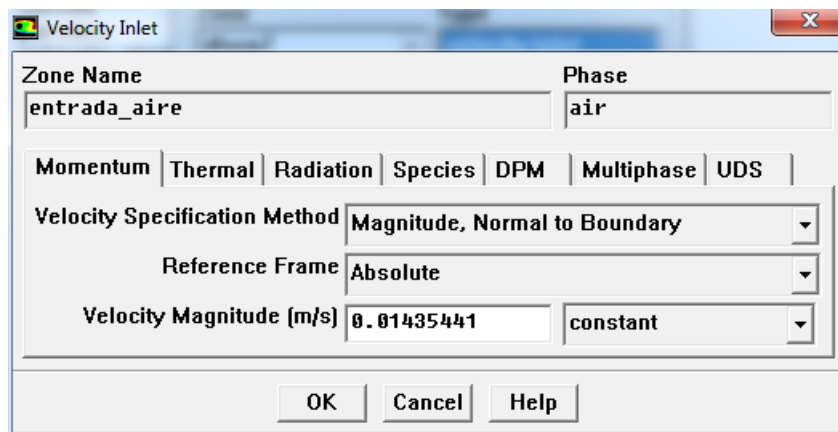 Velocity Inlet
Zone Name Phase
entrada_aire air
Momentum Thermal Radiation Species DPM Multiphase UDS
Velocity Specification Method Magnitude, Normal to Boundary
Reference Frame Absolute
Velocity Magnitude (m/s) 0.01435441 constant
OK Cancel Help